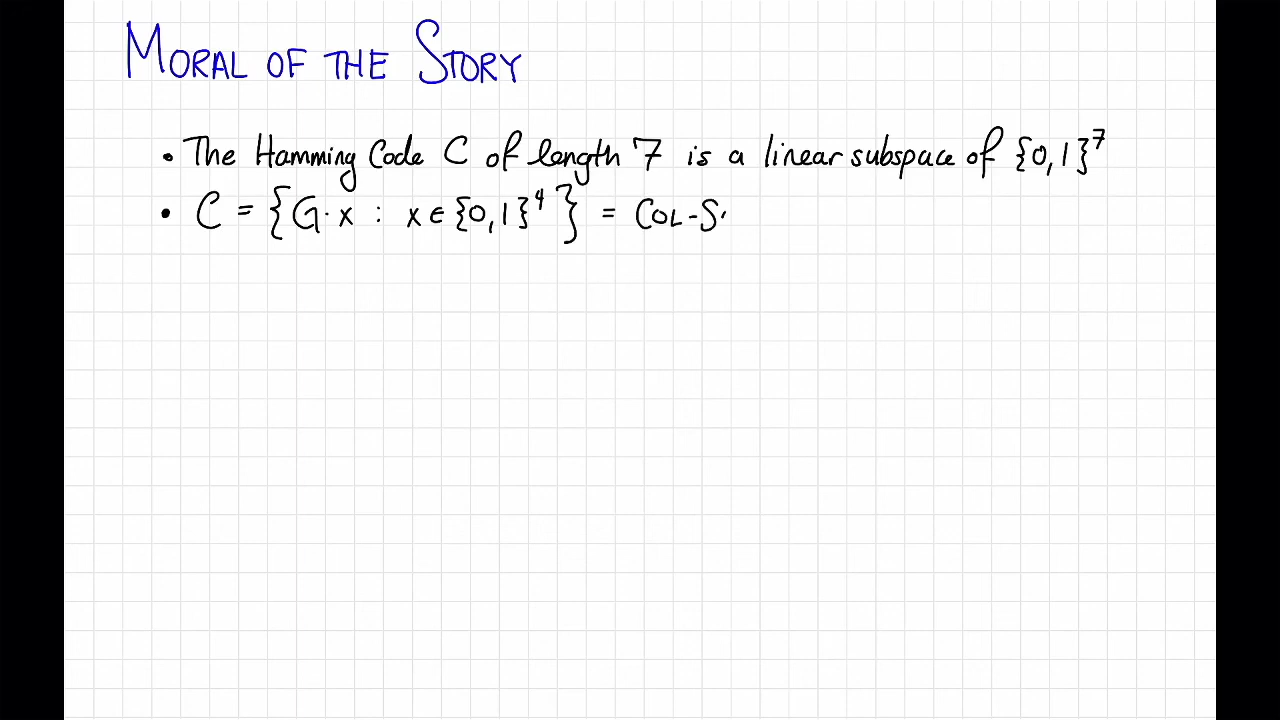 MORAL OF THE STORY
• The Hamming Code C of length 7 is a linear subspace of {0,1}⁷
• C = {G·x : x ∈ {0,1}⁴} = COL-S